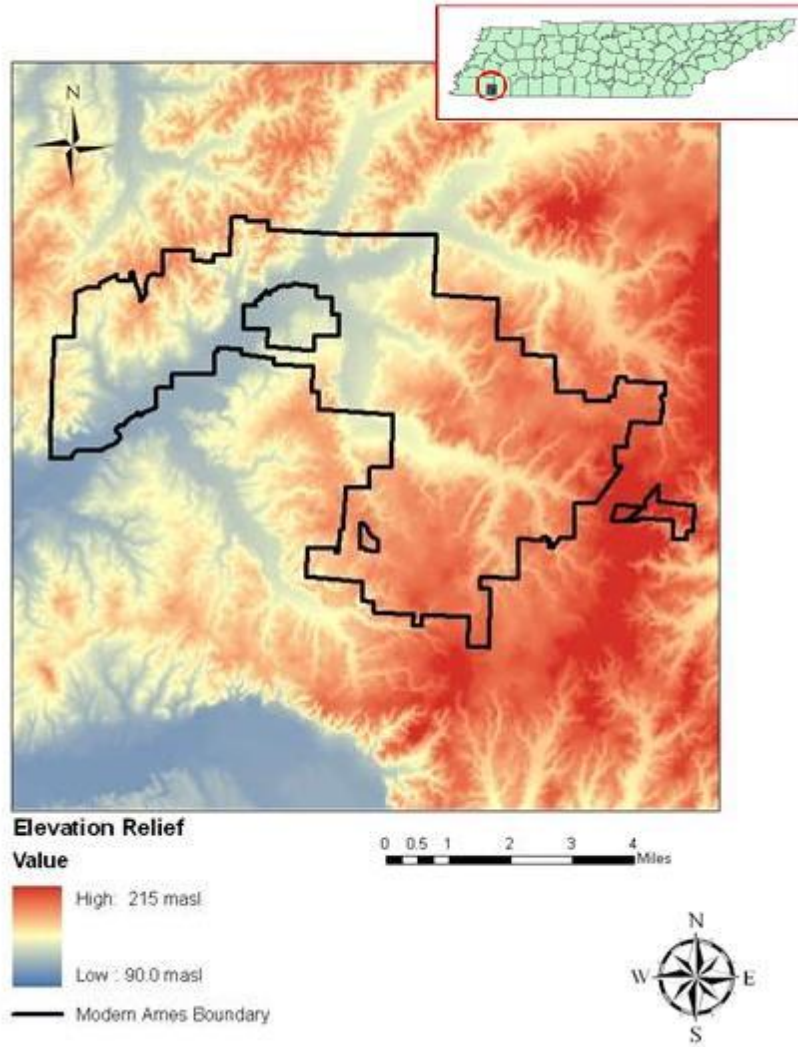 N
Elevation Relief
Value
High: 215 masl
Low : 90.0 masl
Modern Ames Boundary
0 0.5 1 2 3 4
Miles
N
W E
S